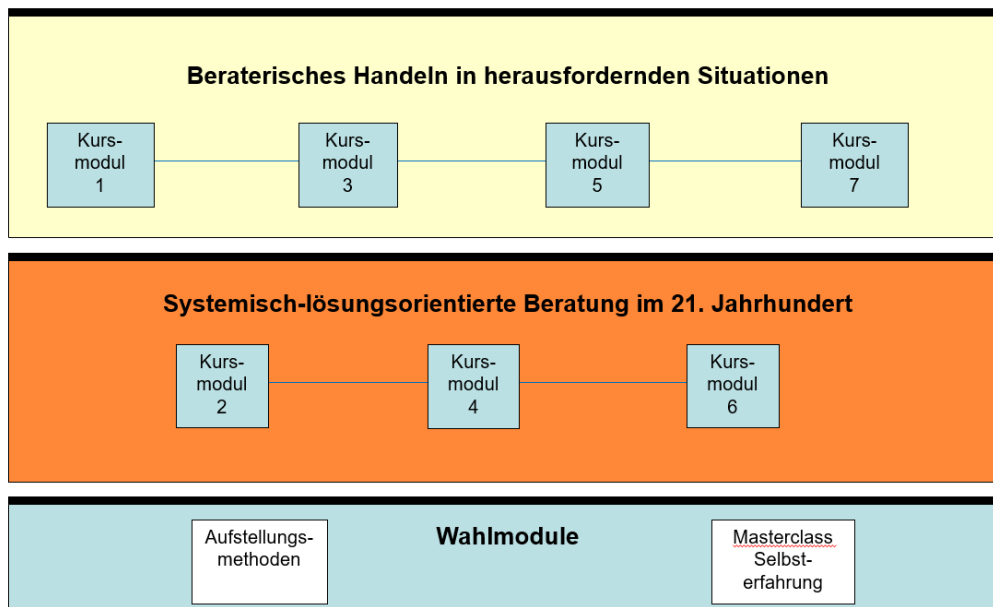 Beraterisches Handeln in herausfordernden Situationen
Kurs-
modul
1
Kurs-
modul
3
Kurs-
modul
5
Kurs-
modul
7
Systemisch-lösungsorientierte Beratung im 21. Jahrhundert
Kurs-
modul
2
Kurs-
modul
4
Kurs-
modul
6
Wahlmodule
Aufstellungs-
methoden
Masterclass
Selbst-
erfahrung